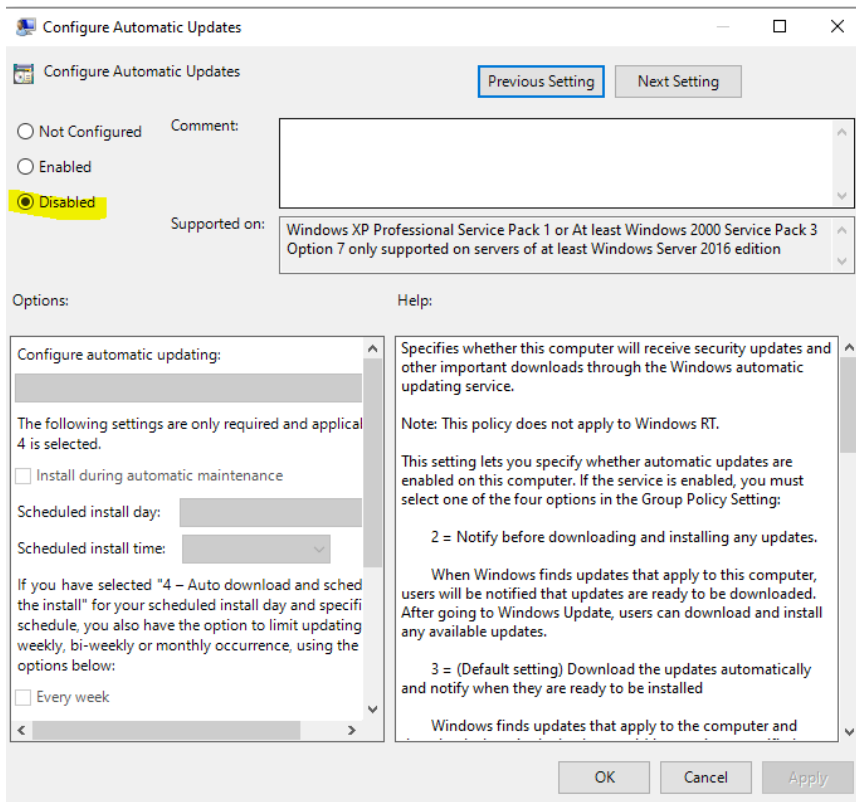 Configure Automatic Updates
Configure Automatic Updates
Previous Setting
Next Setting
Not Configured
Comment:
Enabled
Disabled
Supported on:
Windows XP Professional Service Pack 1 or At least Windows 2000 Service Pack 3
Option 7 only supported on servers of at least Windows Server 2016 edition
Options:
Help:
Configure automatic updating:
The following settings are only required and applical
4 is selected.
Install during automatic maintenance
Scheduled install day:
Scheduled install time:
If you have selected "4 – Auto download and sched
the install" for your scheduled install day and specifi
schedule, you also have the option to limit updating
weekly, bi-weekly or monthly occurrence, using the
options below:
Every week
Specifies whether this computer will receive security updates and
other important downloads through the Windows automatic
updating service.
Note: This policy does not apply to Windows RT.
This setting lets you specify whether automatic updates are
enabled on this computer. If the service is enabled, you must
select one of the four options in the Group Policy Setting:
2 = Notify before downloading and installing any updates.
When Windows finds updates that apply to this computer,
users will be notified that updates are ready to be downloaded.
After going to Windows Update, users can download and install
any available updates.
3 = (Default setting) Download the updates automatically
and notify when they are ready to be installed
Windows finds updates that apply to the computer and
OK
Cancel
Apply